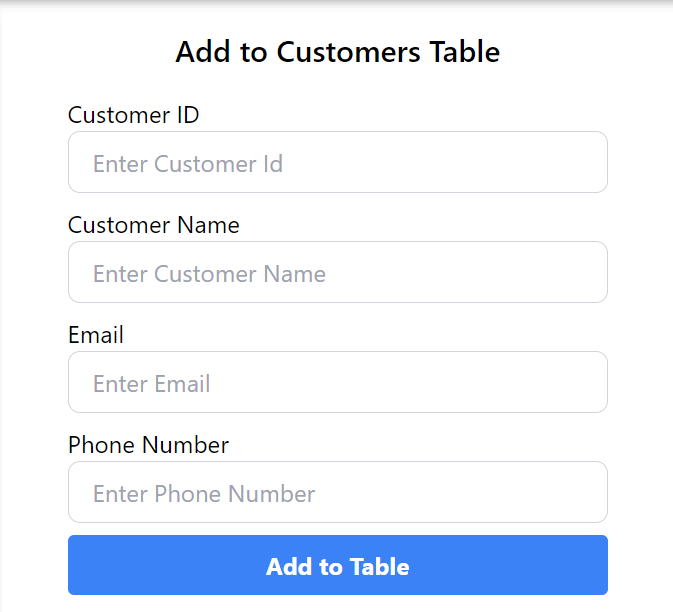 Add to Customers Table
Customer ID
Enter Customer Id
Customer Name
Enter Customer Name
Email
Enter Email
Phone Number
Enter Phone Number
Add to Table